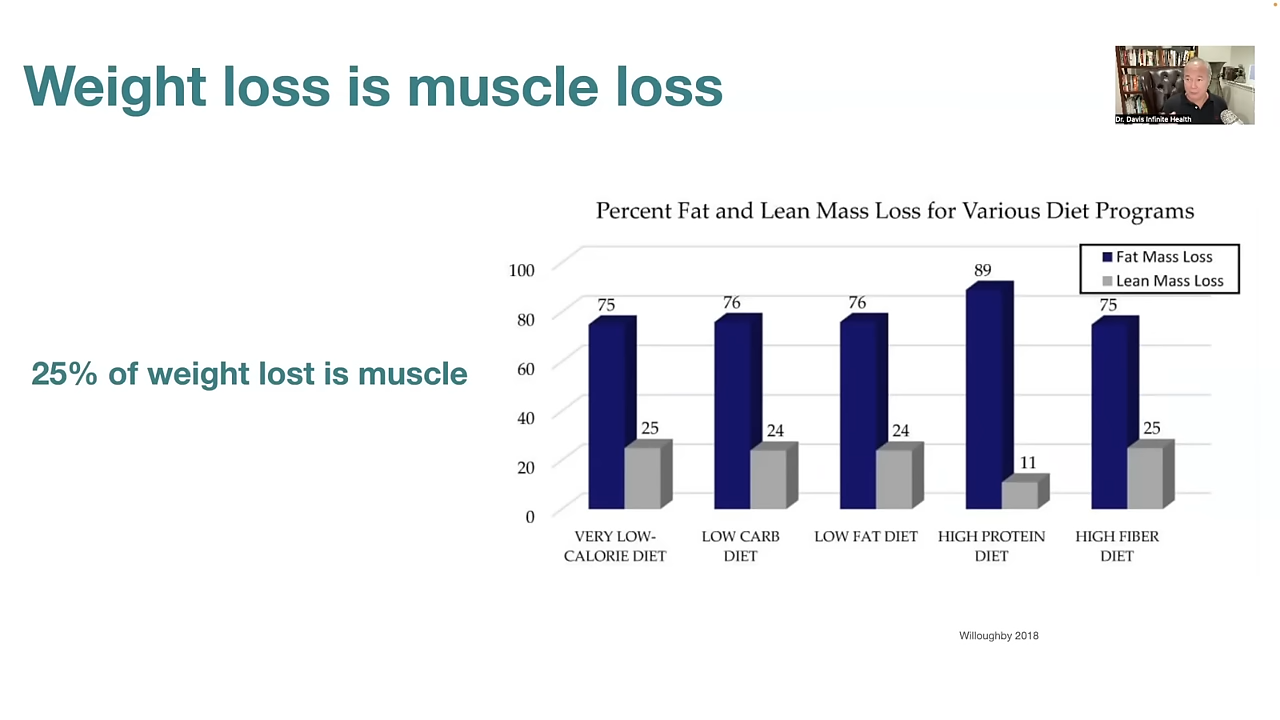 Weight loss is muscle loss
Dr. Davis Infinite Health
Percent Fat and Lean Mass Loss for Various Diet Programs
Fat Mass Loss
Lean Mass Loss
100
80
60
40
20
0
75
25
76
24
76
24
89
11
75
25
VERY LOW-
CALORIE DIET
LOW CARB
DIET
LOW FAT DIET
HIGH PROTEIN
DIET
HIGH FIBER
DIET
25% of weight lost is muscle
Willoughby 2018